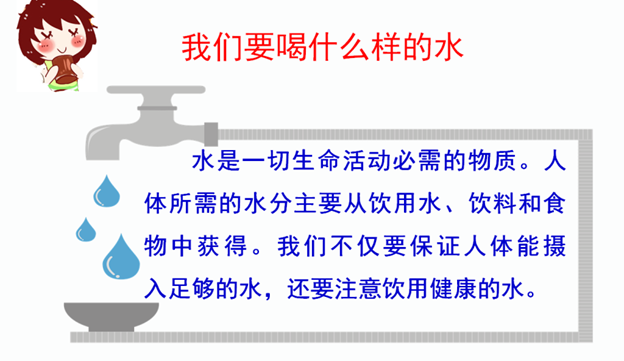 我们要喝什么样的水
水是一切生命活动必需的物质。人
体所需的水分主要从饮用水、饮料和食
物中获得。我们不仅要保证人体能摄
入足够的水，还要注意饮用健康的水。